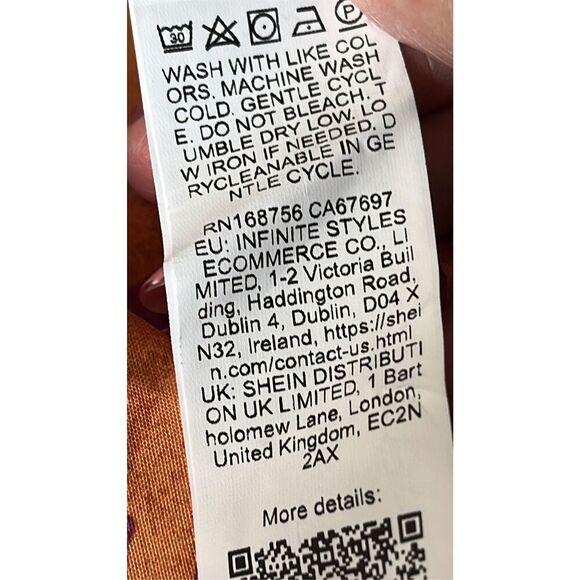 30
P
WASH WITH LIKE COL
ORS. MACHINE WASH
COLD. GENTLE CYCL
E. DO NOT BLEACH. T
UMBLE DRY LOW. LO
W IRON IF NEEDED. D
RYCLEANABLE IN GE
NTLE CYCLE.
RN168756 CA67697
EU: INFINITE STYLES
ECOMMERCE CO., LI
MITED, 1-2 Victoria Buil
ding, Haddington Road,
Dublin 4, Dublin, D04 X
N32, Ireland, https://shei
n.com/contact-us.html
UK: SHEIN DISTRIBUTI
ON UK LIMITED, 1 Bart
holomew Lane, London,
United Kingdom, EC2N
2AX
More details: